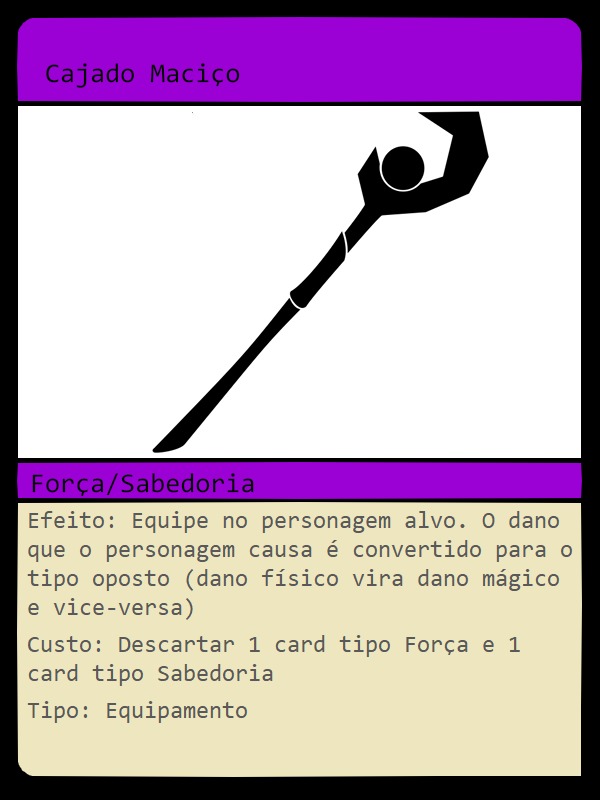 Cajado Maciço
Força/Sabedoria
Efeito: Equipe no personagem alvo. O dano
que o personagem causa é convertido para o
tipo oposto (dano físico vira dano mágico
e vice-versa)
Custo: Descartar 1 card tipo Força e 1
card tipo Sabedoria
Tipo: Equipamento